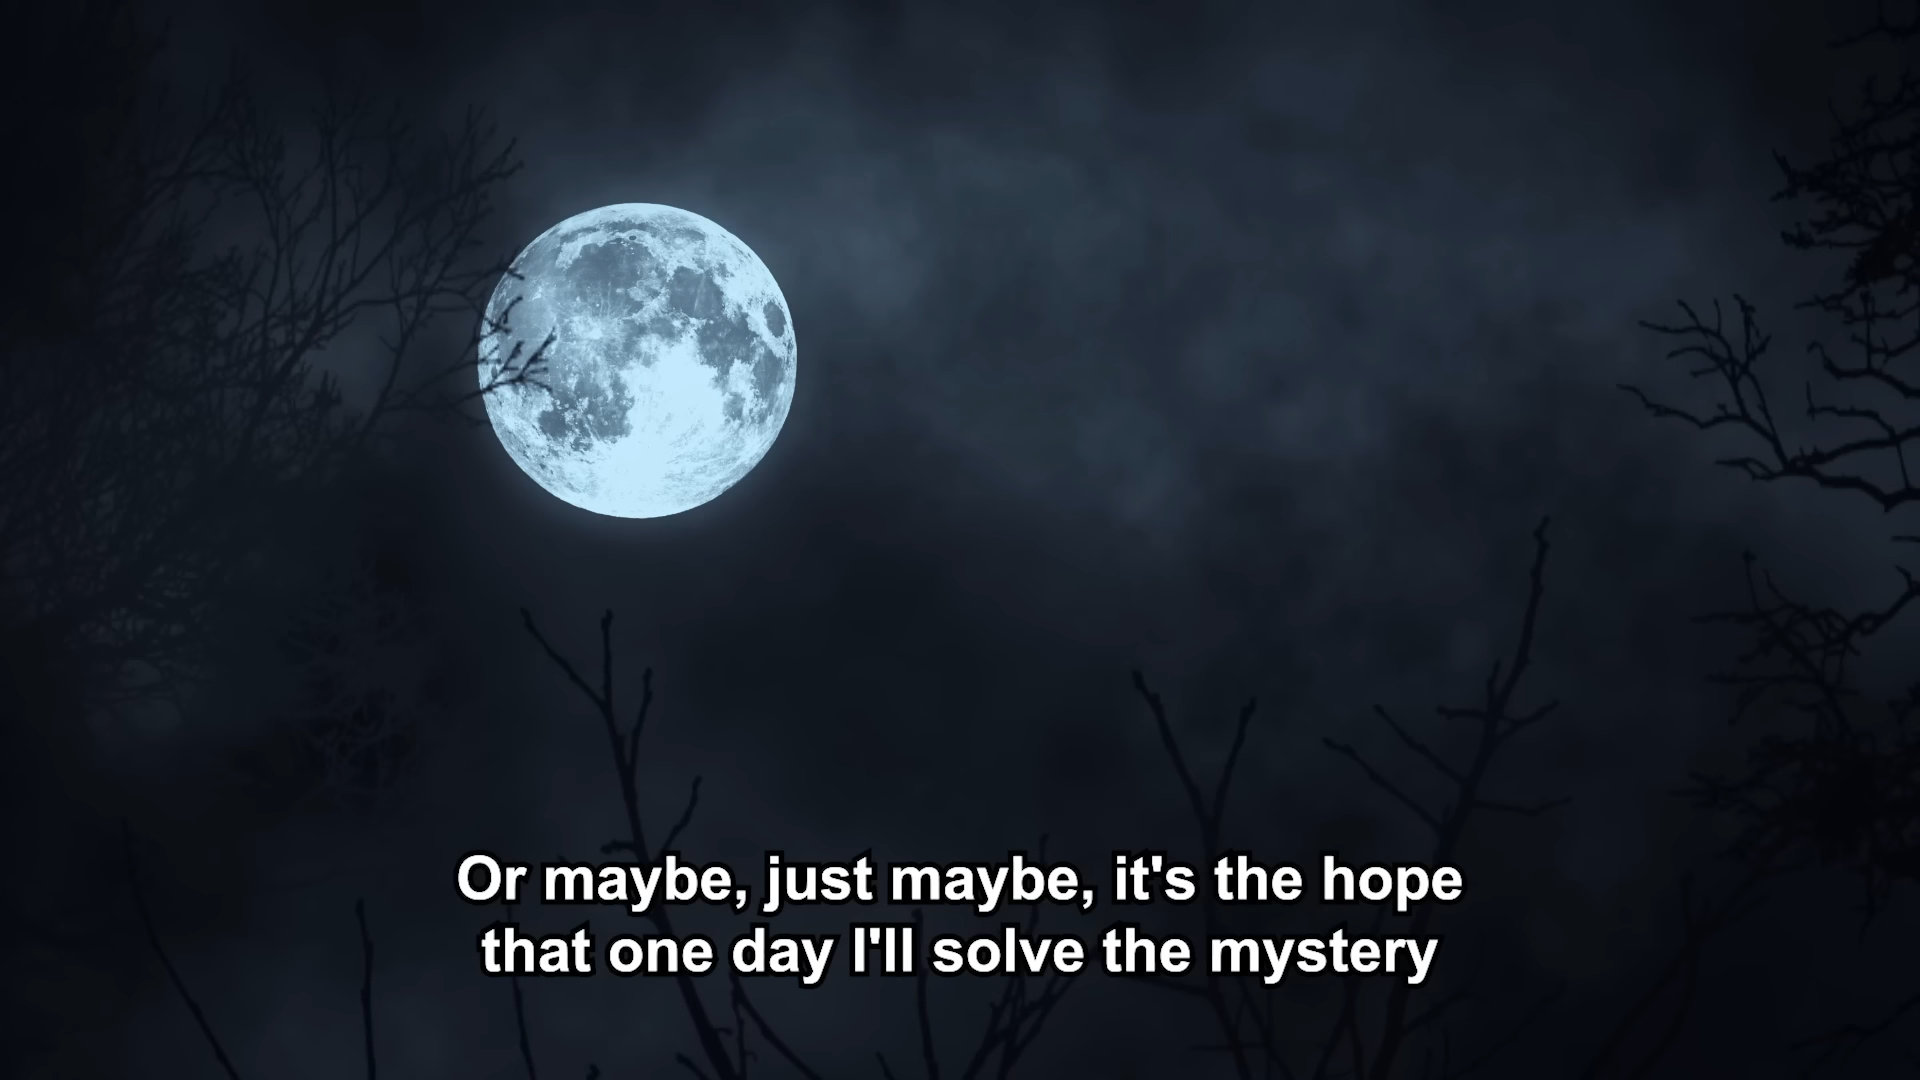 Or maybe, just maybe, it's the hope
that one day I'll solve the mystery